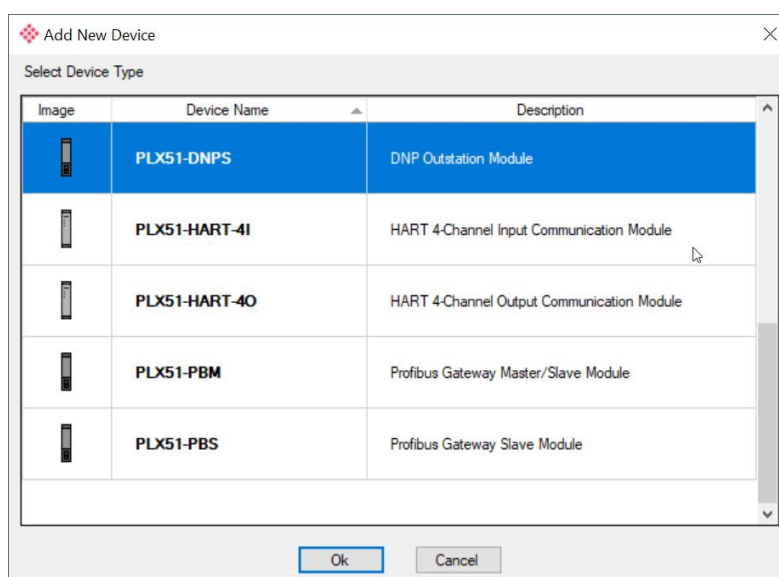 Add New Device
Select Device Type
Image Device Name Description
PLX51-DNPS DNP Outstation Module
PLX51-HART-4I HART 4-Channel Input Communication Module
PLX51-HART-4O HART 4-Channel Output Communication Module
PLX51-PBM Profibus Gateway Master/Slave Module
PLX51-PBS Profibus Gateway Slave Module
Ok Cancel